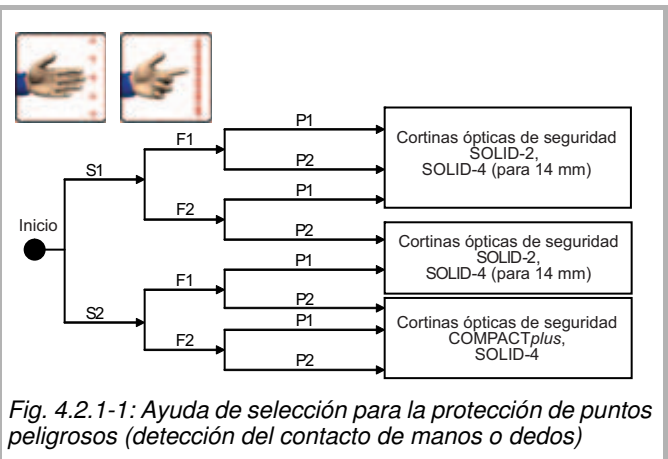 P1
F1
Cortinas ópticas de seguridad
SOLID-2,
P2
SOLID-4 (para 14 mm)
S1
P1
F2
Inicio
P2
Cortinas ópticas de seguridad
SOLID-2,
P1
SOLID-4 (para 14 mm)
F1
P2
S2
P1
Cortinas ópticas de seguridad
COMPACTplus,
F2
SOLID-4
P2
Fig. 4.2.1-1: Ayuda de selección para la protección de puntos
peligrosos (detección del contacto de manos o dedos)